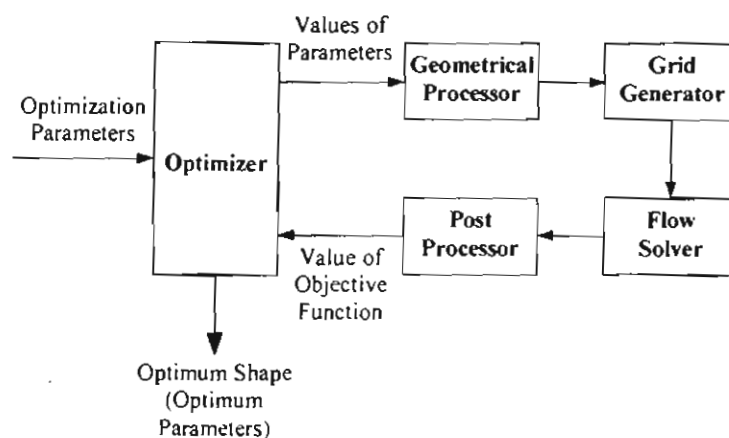 Values of
Parameters
Geometrical
Processor
Grid
Generator
Optimization
Parameters
Optimizer
Post
Processor
Flow
Solver
Value of
Objective
Function
Optimum Shape
(Optimum
Parameters)